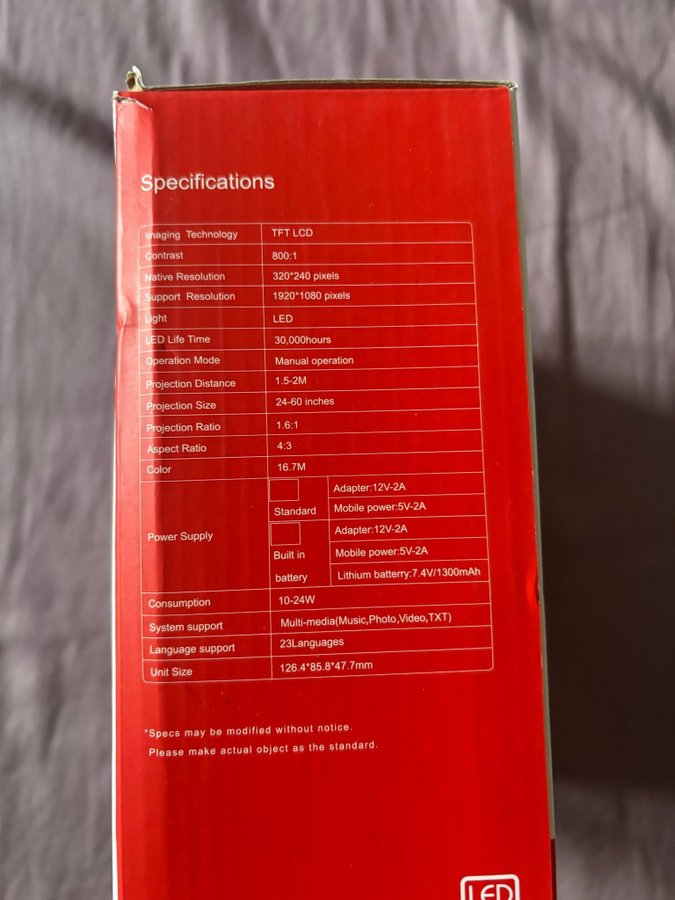 Specifications
Imaging Technology TFT LCD
Contrast 800:1
Native Resolution 320*240 pixels
Support Resolution 1920*1080 pixels
Light LED
LED Life Time 30,000hours
Operation Mode Manual operation
Projection Distance 1.5-2M
Projection Size 24-60 inches
Projection Ratio 1.6:1
Aspect Ratio 4:3
Color 16.7M
Power Supply
Standard
Adapter:12V-2A
Mobile power:5V-2A
Built in
battery
Adapter:12V-2A
Mobile power:5V-2A
Lithium batterry:7.4V/1300mAh
Consumption 10-24W
System support Multi-media(Music,Photo,Video,TXT)
Language support 23Languages
Unit Size 126.4*85.8*47.7mm
*Specs may be modified without notice.
Please make actual object as the standard.
LED